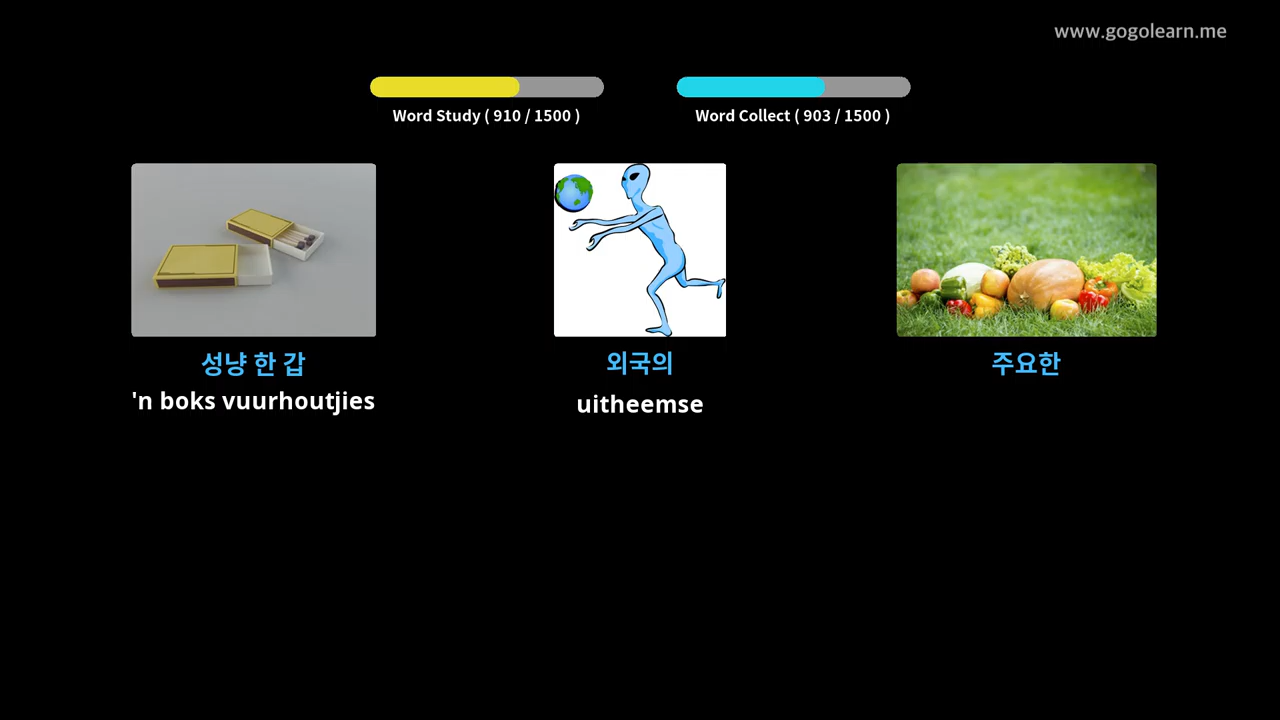 www.gogolearn.me
Word Study ( 910 / 1500 )
Word Collect ( 903 / 1500 )
성냥 한 갑
외국의
주요한
'n boks vuurhoutjies
uitheemse